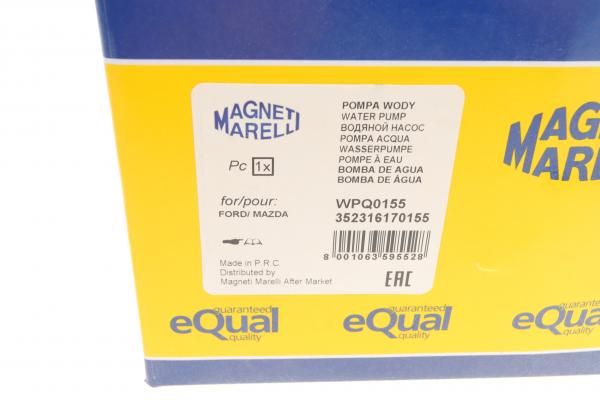 MAGNETI
MARELLI
Pc 1x
for/pour:
FORD/ MAZDA
Made in P.R.C
Distributed by
Magneti Marelli After Market
POMPA WODY
WATER PUMP
ВОДЯНОЙ НАСОС
POMPA ACQUA
WASSERPUMPE
POMPE À EAU
BOMBA DE AGUA
BOMBA DE ÁGUA
WPQ0155
352316170155
8 001063 595528
EAC
MAGNE
MAREL
guaranteed
eQual
quality
guaranteed
eQual
quality
guaranteed
eQual
quality